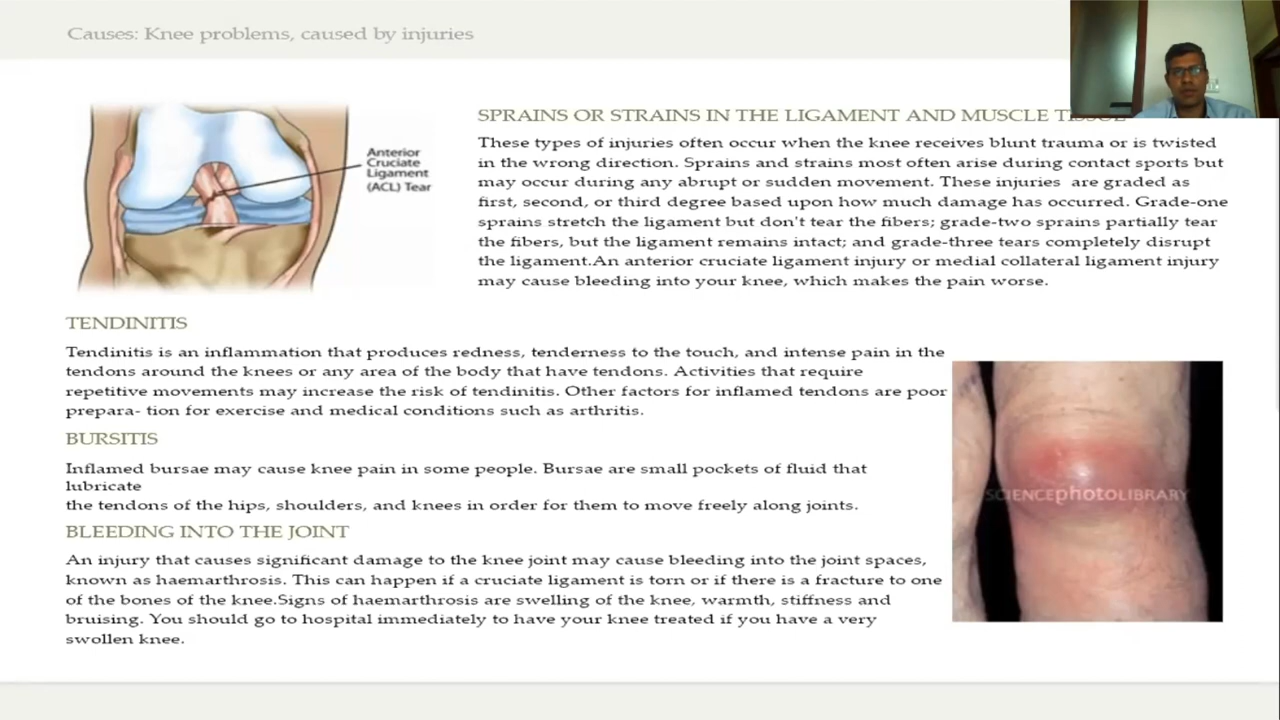 Causes: Knee problems, caused by injuries
Anterior
Cruciate
Ligament
(ACL) Tear
SPRAINS OR STRAINS IN THE LIGAMENT AND MUSCLE
These types of injuries often occur when the knee receives blunt trauma or is twisted
in the wrong direction. Sprains and strains most often arise during contact sports but
may occur during any abrupt or sudden movement. These injuries  are graded as
first, second, or third degree based upon how much damage has occurred. Grade-one
sprains stretch the ligament but don't tear the fibers; grade-two sprains partially tear
the fibers, but the ligament remains intact; and grade-three tears completely disrupt
the ligament.An anterior cruciate ligament injury or medial collateral ligament injury
may cause bleeding into your knee, which makes the pain worse.
TENDINITIS
Tendinitis is an inflammation that produces redness, tenderness to the touch, and intense pain in the
tendons around the knees or any area of the body that have tendons. Activities that require
repetitive movements may increase the risk of tendinitis. Other factors for inflamed tendons are poor
prepara- tion for exercise and medical conditions such as arthritis.
BURSITIS
Inflamed bursae may cause knee pain in some people. Bursae are small pockets of fluid that
lubricate
the tendons of the hips, shoulders, and knees in order for them to move freely along joints.
BLEEDING INTO THE JOINT
An injury that causes significant damage to the knee joint may cause bleeding into the joint spaces,
known as haemarthrosis. This can happen if a cruciate ligament is torn or if there is a fracture to one
of the bones of the knee.Signs of haemarthrosis are swelling of the knee, warmth, stiffness and
bruising. You should go to hospital immediately to have your knee treated if you have a very
swollen knee.
SCIENCEphotoLIBRARY